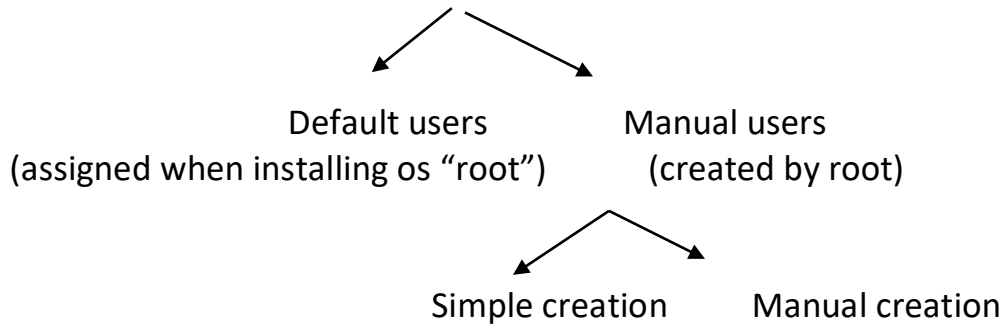 Default users Manual users
(assigned when installing os “root”) (created by root)
Simple creation Manual creation